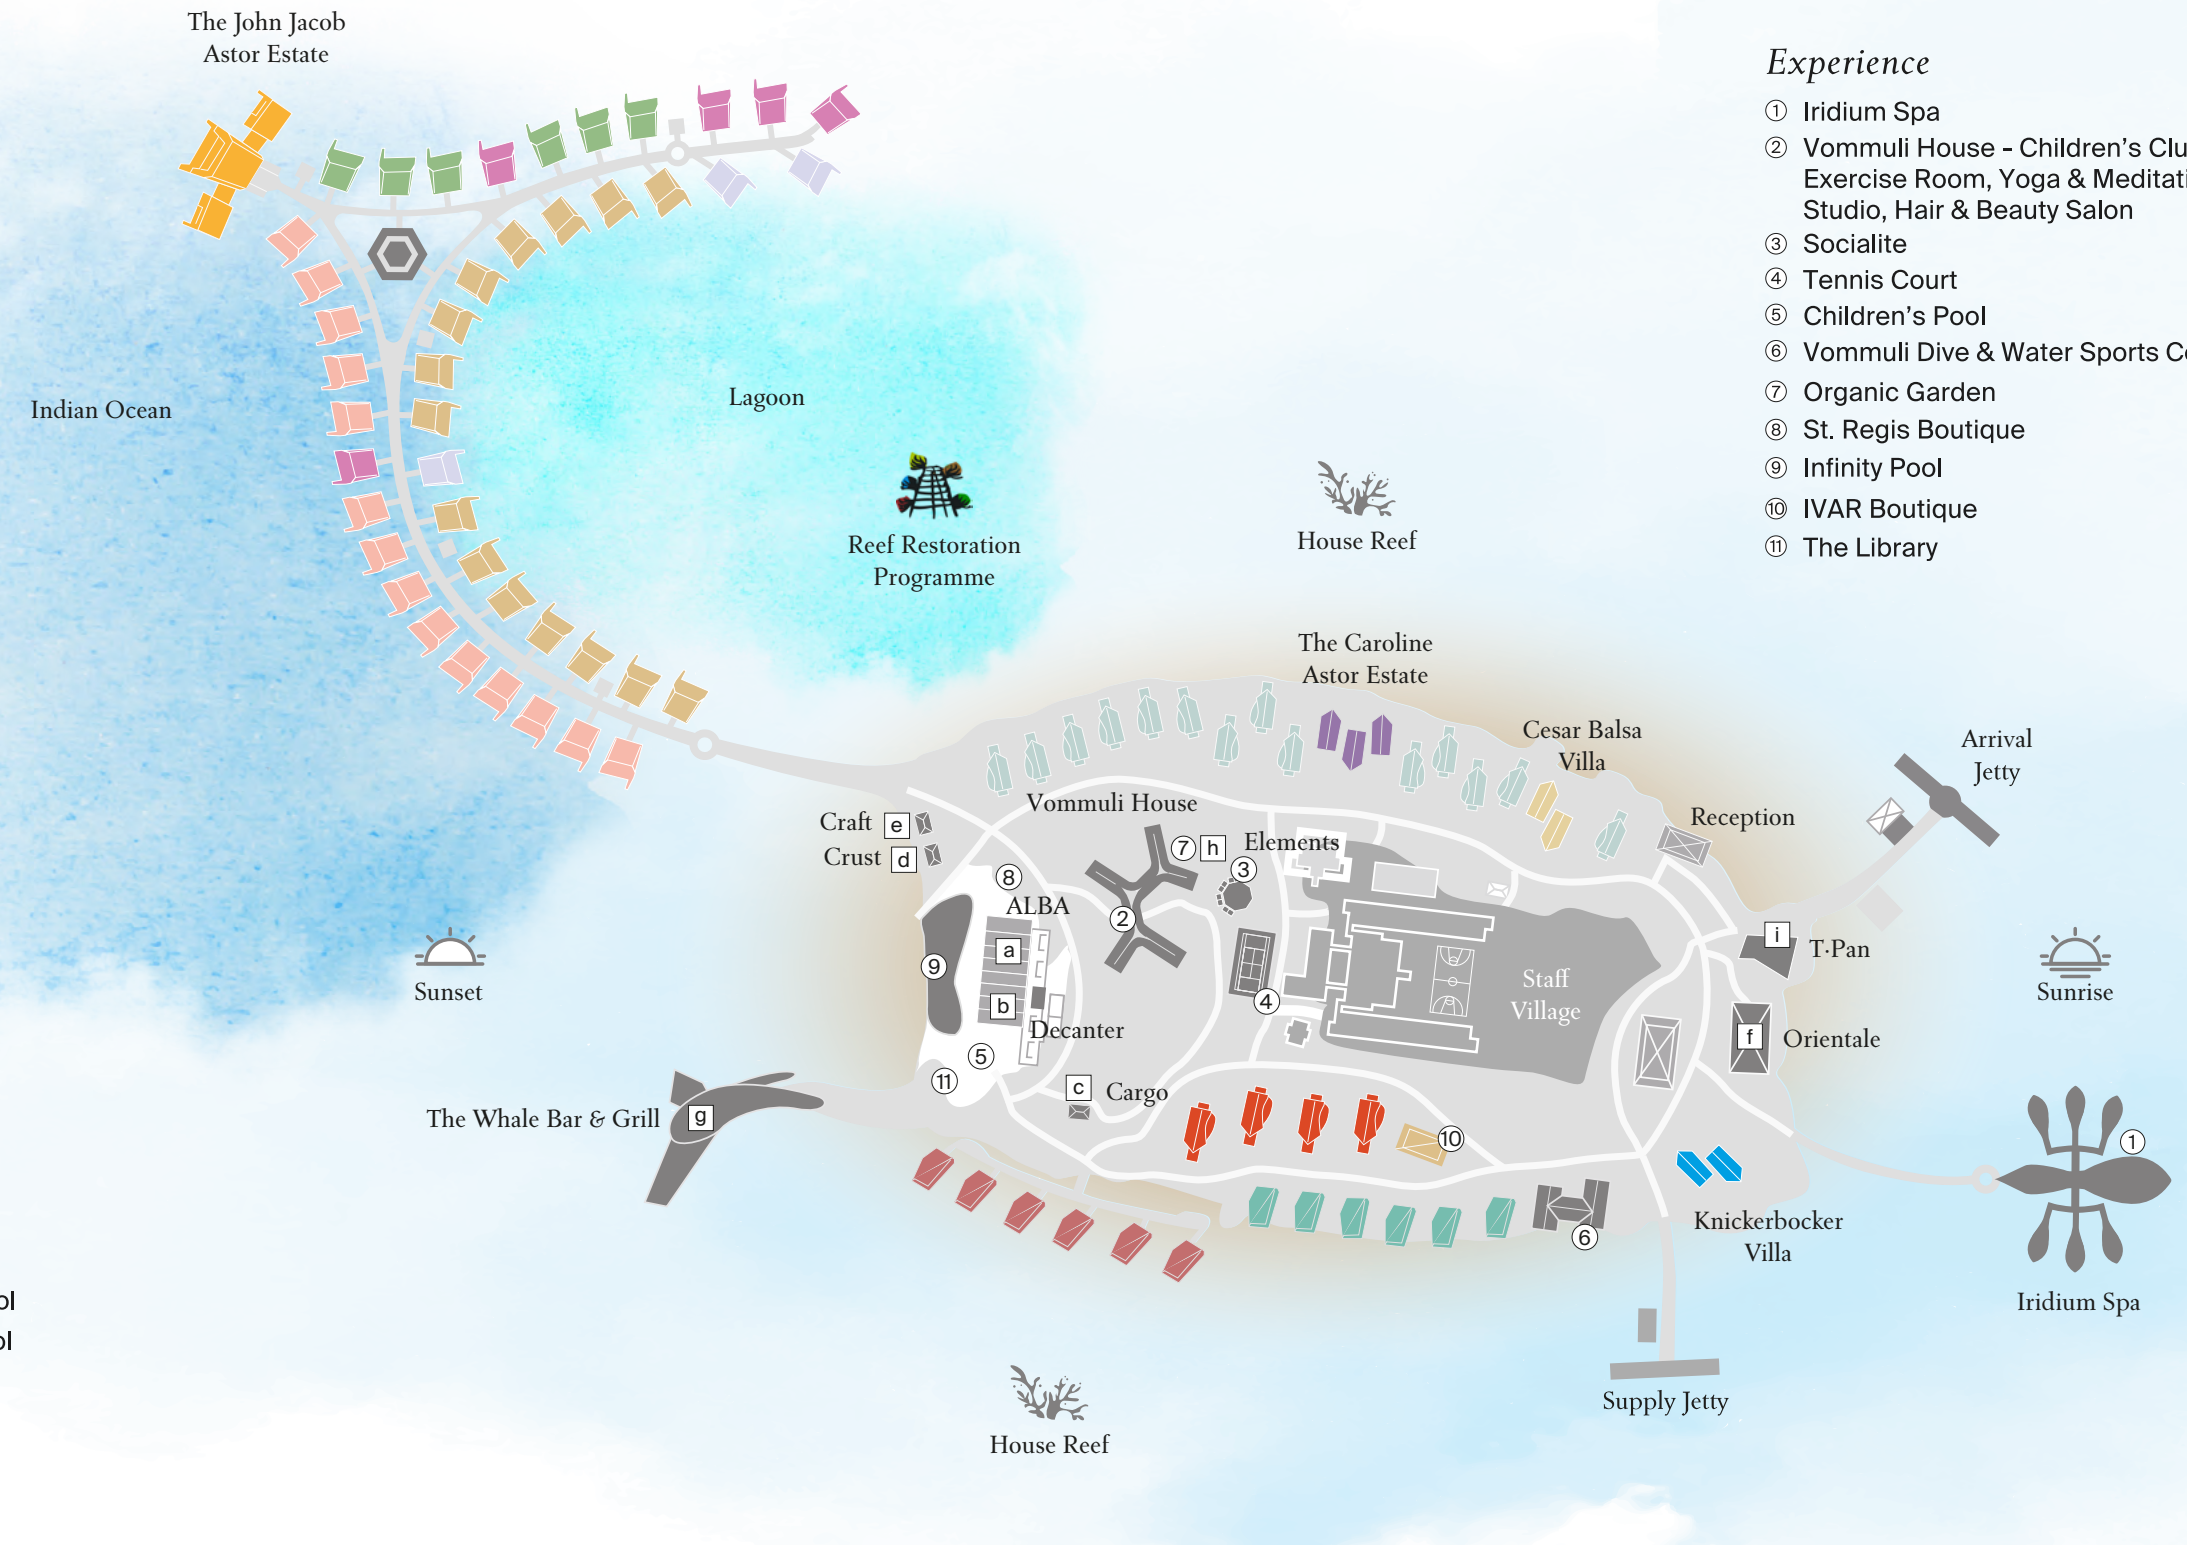 The John Jacob
Astor Estate
Experience
① Iridium Spa
② Vommuli House - Children's Clu
Exercise Room, Yoga & Meditati
Studio, Hair & Beauty Salon
③ Socialite
④ Tennis Court
⑤ Children's Pool
⑥ Vommuli Dive & Water Sports Ce
⑦ Organic Garden
⑧ St. Regis Boutique
⑨ Infinity Pool
⑩ IVAR Boutique
⑪ The Library
Indian Ocean
Lagoon
Reef Restoration
Programme
House Reef
The Caroline
Astor Estate
Cesar Balsa
Villa
Arrival
Jetty
Vommuli House
Reception
Craft e
Crust d
⑦ h
Elements
③
⑧
ALBA
②
a
⑨
b
Decanter
④
Staff
Village
i
T·Pan
Sunset
Sunrise
f
Orientale
⑤
⑪
c Cargo
The Whale Bar & Grill g
⑩
①
⑥
Knickerbocker
Villa
Iridium Spa
ol
ol
Supply Jetty
House Reef